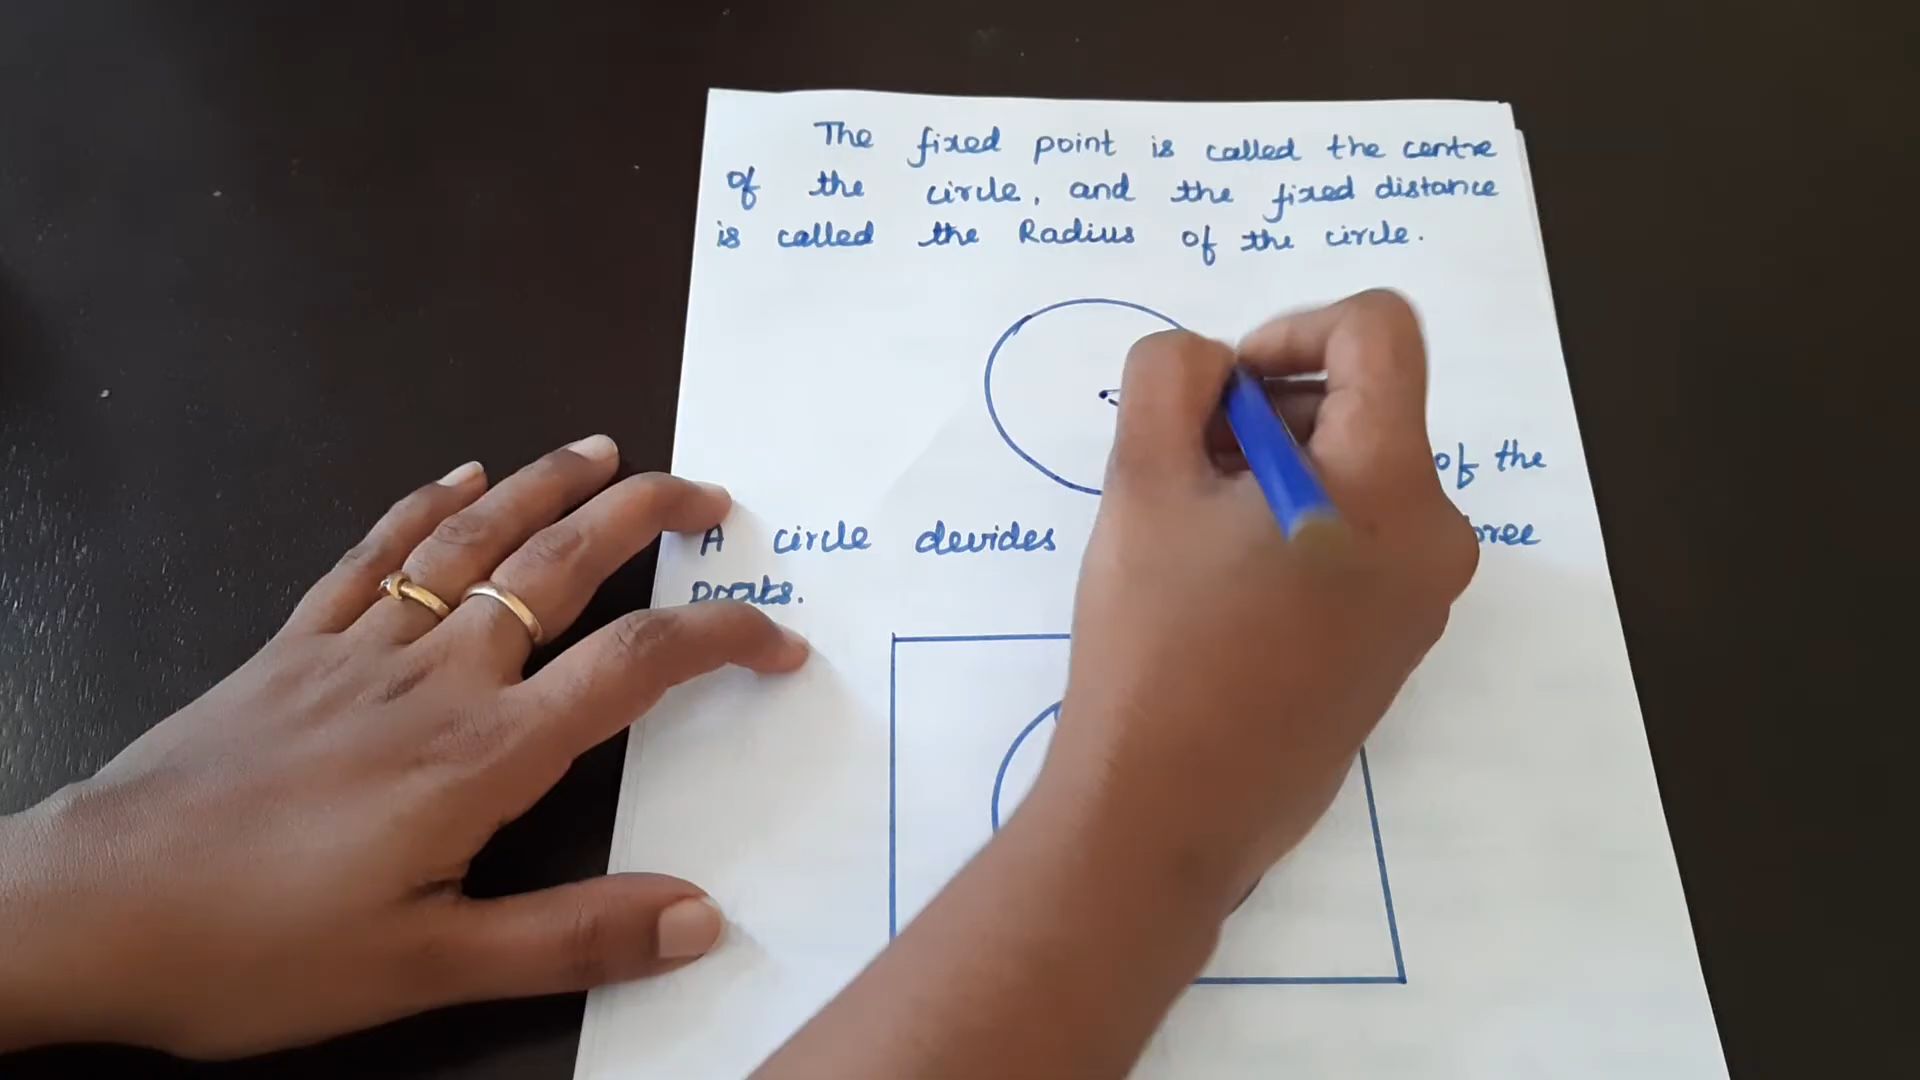 The fixed point is called the centre
of the circle, and the fixed distance
is called the Radius of the circle.
of the
A circle devides
parts.